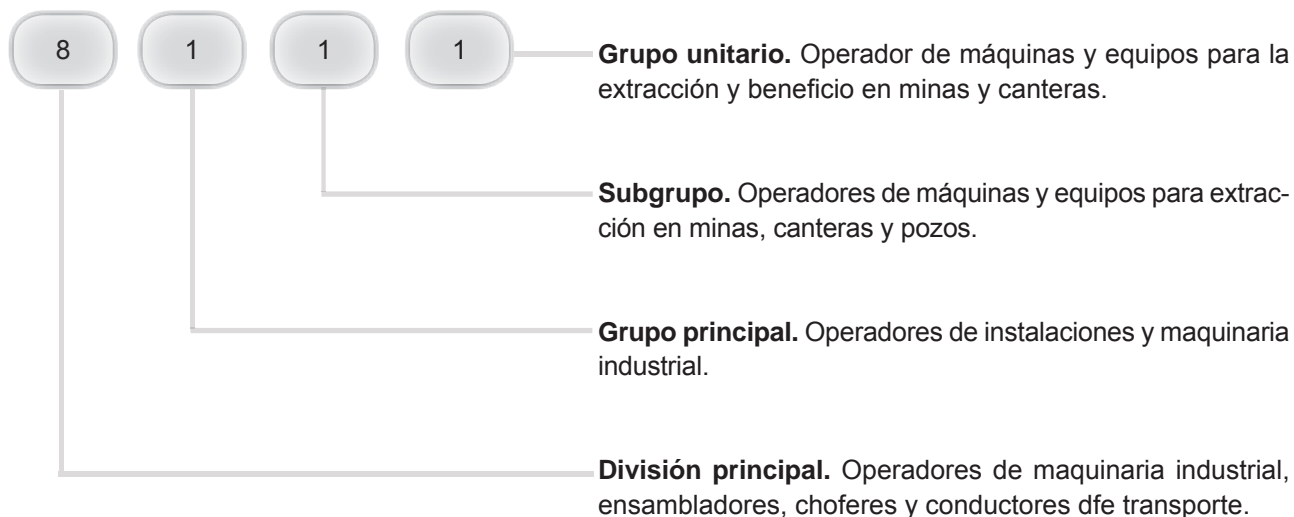 8 1 1 1
Grupo unitario. Operador de máquinas y equipos para la
extracción y beneficio en minas y canteras.
Subgrupo. Operadores de máquinas y equipos para extrac-
ción en minas, canteras y pozos.
Grupo principal. Operadores de instalaciones y maquinaria
industrial.
División principal. Operadores de maquinaria industrial,
ensambladores, choferes y conductores dfe transporte.